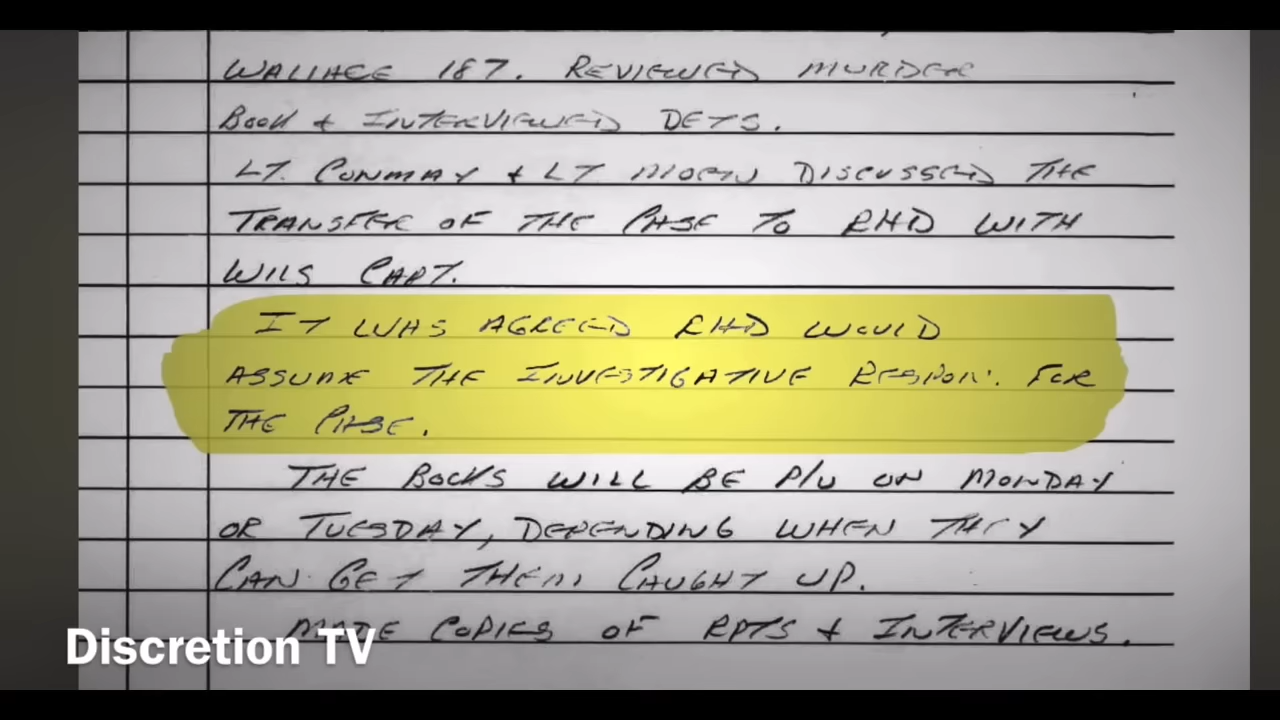 WALLACE 187. REVIEWED MURDER
BOOK + INTERVIEWED DETS.
LT. CONMAY + LT DISCUSSED THE
TRANSFER OF THE CASE TO RHD WITH
WILS CAPT.
IT WAS AGREED RHD WOULD
ASSUME THE INVESTIGATIVE RESPON. FOR
THE CASE.
THE BOOKS WILL BE P/U ON MONDAY
OR TUESDAY, DEPENDING WHEN THEY
CAN GET THEM CAUGHT UP.
MADE COPIES OF RPTS + INTERVIEWS.
Discretion TV